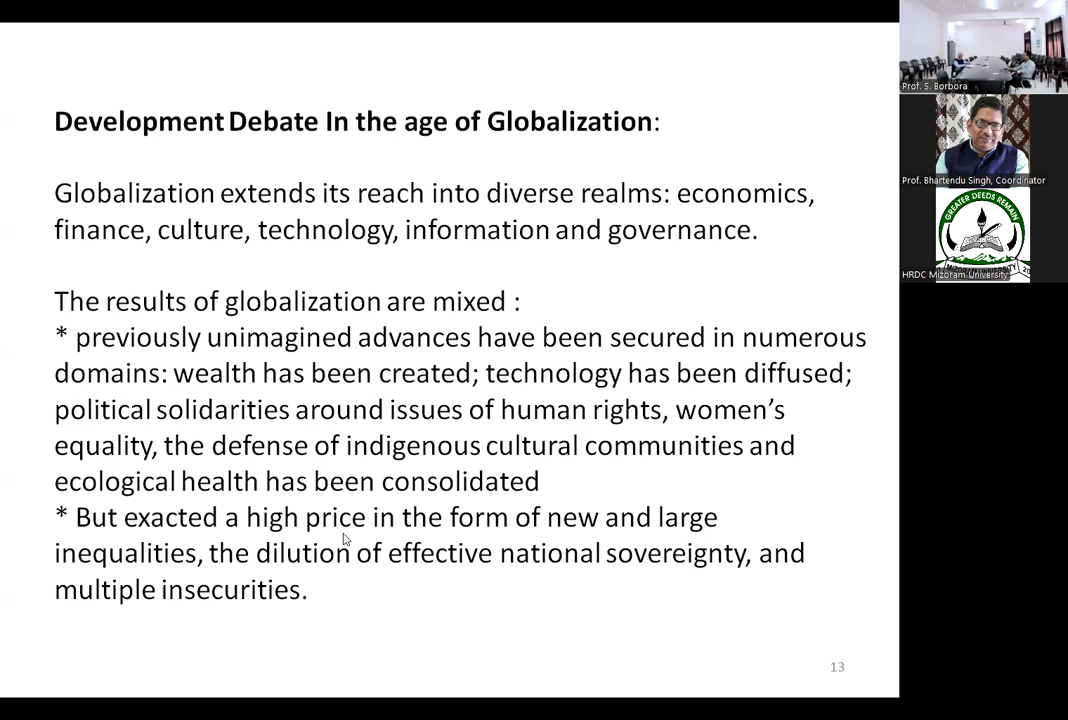 Development Debate In the age of Globalization:
Globalization extends its reach into diverse realms: economics,
finance, culture, technology, information and governance.
The results of globalization are mixed :
* previously unimagined advances have been secured in numerous
domains: wealth has been created; technology has been diffused;
political solidarities around issues of human rights, women’s
equality, the defense of indigenous cultural communities and
ecological health has been consolidated
* But exacted a high price in the form of new and large
inequalities, the dilution of effective national sovereignty, and
multiple insecurities.
13
Prof. S. Borbora
Prof. Bhartendu Singh, Coordinator
GREATER DEEDS REMAIN
MIZORAM UNIVERSITY 20
HRDC Mizoram University